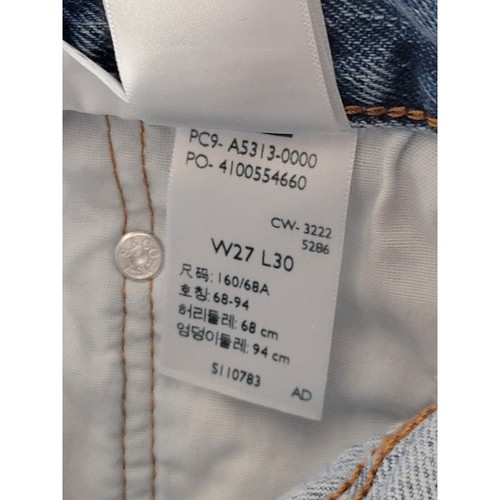 PC9- A5313-0000
PO- 4100554660
CW- 3222
5286
W27 L30
尺码: 160/68A
호칭: 68-94
허리둘레: 68 cm
엉덩이둘레: 94 cm
S110783
AD